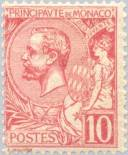 PRINCIPAUTÉ DE MONACO
POSTES
10